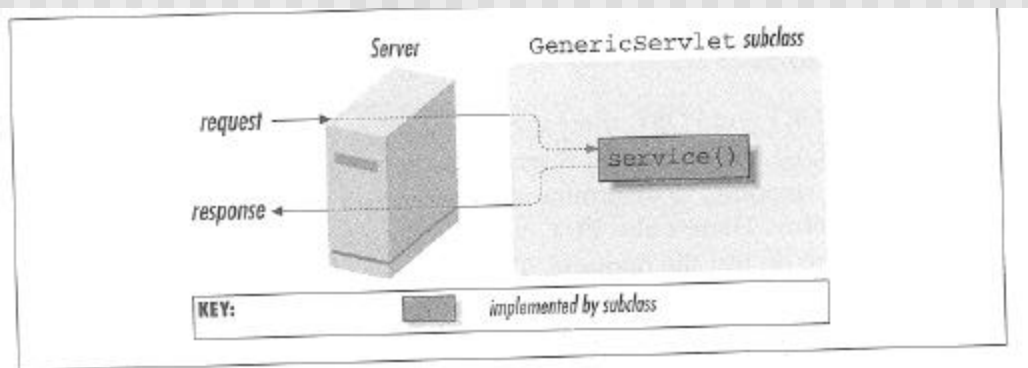 Server
GenericServlet subclass
request
service()
response
KEY:
implemented by subclass